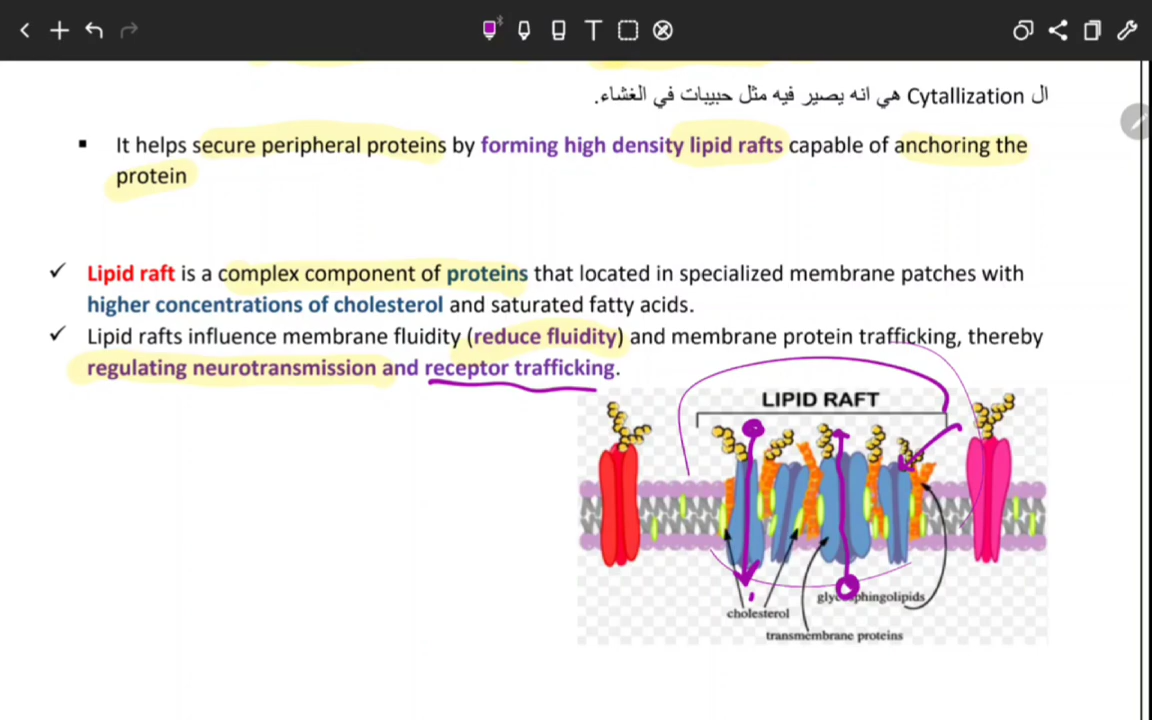 ال Cytallization هي انه يصير فيه مثل حبيبات في الغشاء.
▪ It helps secure peripheral proteins by forming high density lipid rafts capable of anchoring the
protein
✓ Lipid raft is a complex component of proteins that located in specialized membrane patches with
higher concentrations of cholesterol and saturated fatty acids.
✓ Lipid rafts influence membrane fluidity (reduce fluidity) and membrane protein trafficking, thereby
regulating neurotransmission and receptor trafficking.
LIPID RAFT
glycosphingolipids
cholesterol
transmembrane proteins